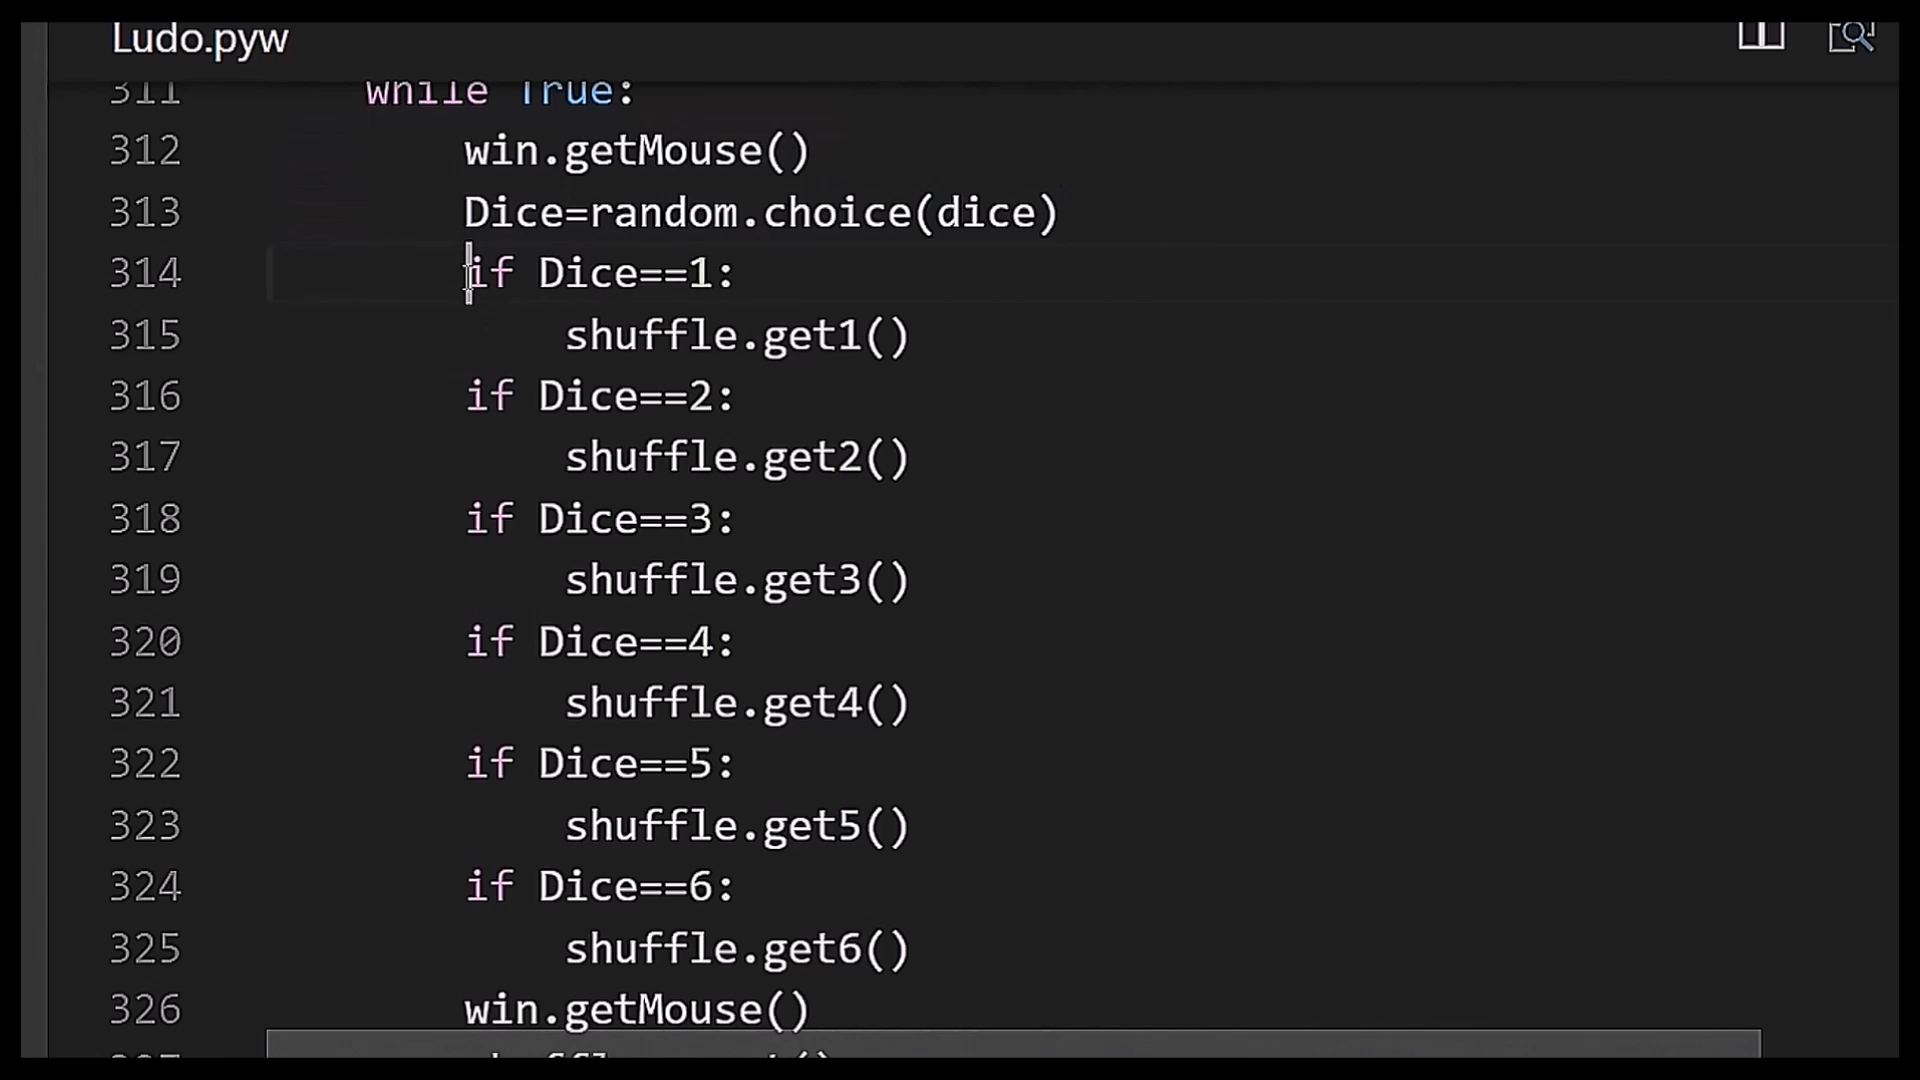 Ludo.pyw
311 while True:
312 win.getMouse()
313 Dice=random.choice(dice)
314 if Dice==1:
315 shuffle.get1()
316 if Dice==2:
317 shuffle.get2()
318 if Dice==3:
319 shuffle.get3()
320 if Dice==4:
321 shuffle.get4()
322 if Dice==5:
323 shuffle.get5()
324 if Dice==6:
325 shuffle.get6()
326 win.getMouse()